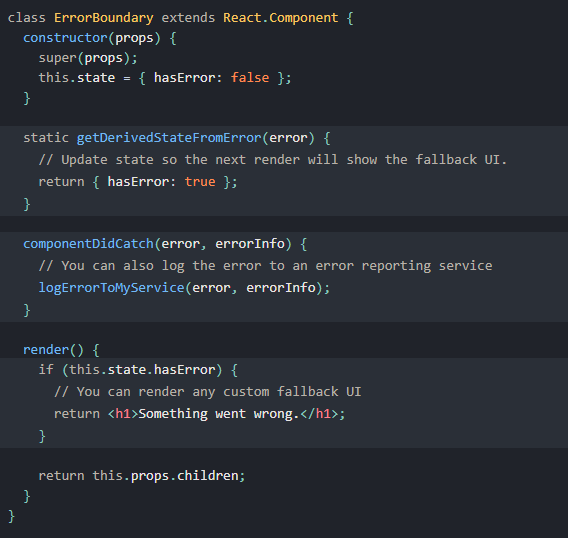 class ErrorBoundary extends React.Component {
  constructor(props) {
    super(props);
    this.state = { hasError: false };
  }

  static getDerivedStateFromError(error) {
    // Update state so the next render will show the fallback UI.
    return { hasError: true };
  }

  componentDidCatch(error, errorInfo) {
    // You can also log the error to an error reporting service
    logErrorToMyService(error, errorInfo);
  }

  render() {
    if (this.state.hasError) {
      // You can render any custom fallback UI
      return <h1>Something went wrong.</h1>;
    }

    return this.props.children;
  }
}